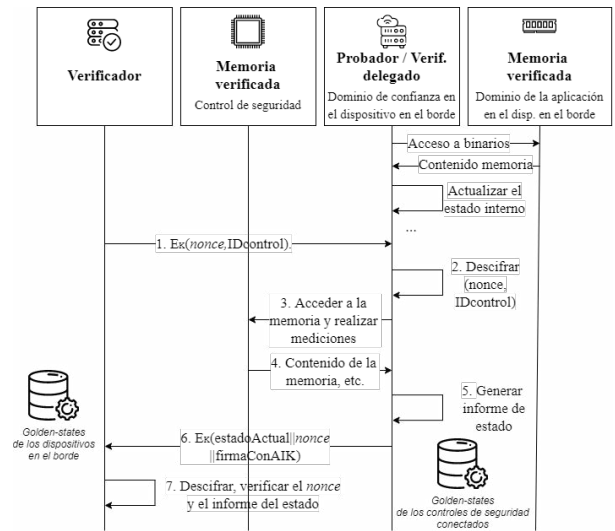 Verificador
Memoria
verificada
Control de seguridad
Probador / Verif.
delegado
Dominio de confianza en
el dispositivo en el borde
Memoria
verificada
Dominio de la aplicación
en el disp. en el borde
Acceso a binarios
Contenido memoria
Actualizar el
estado interno
...
1. Eκ(nonce,IDcontrol).
2. Descifrar
(nonce,
IDcontrol)
3. Acceder a la
memoria y realizar
mediciones
4. Contenido de la
memoria, etc.
5. Generar
informe de
estado
Golden-states
de los dispositivos
en el borde
6. Eκ(estadoActual||nonce
||firmaConAIK)
7. Descifrar, verificar el nonce
y el informe del estado
Golden-states
de los controles de seguridad
conectados